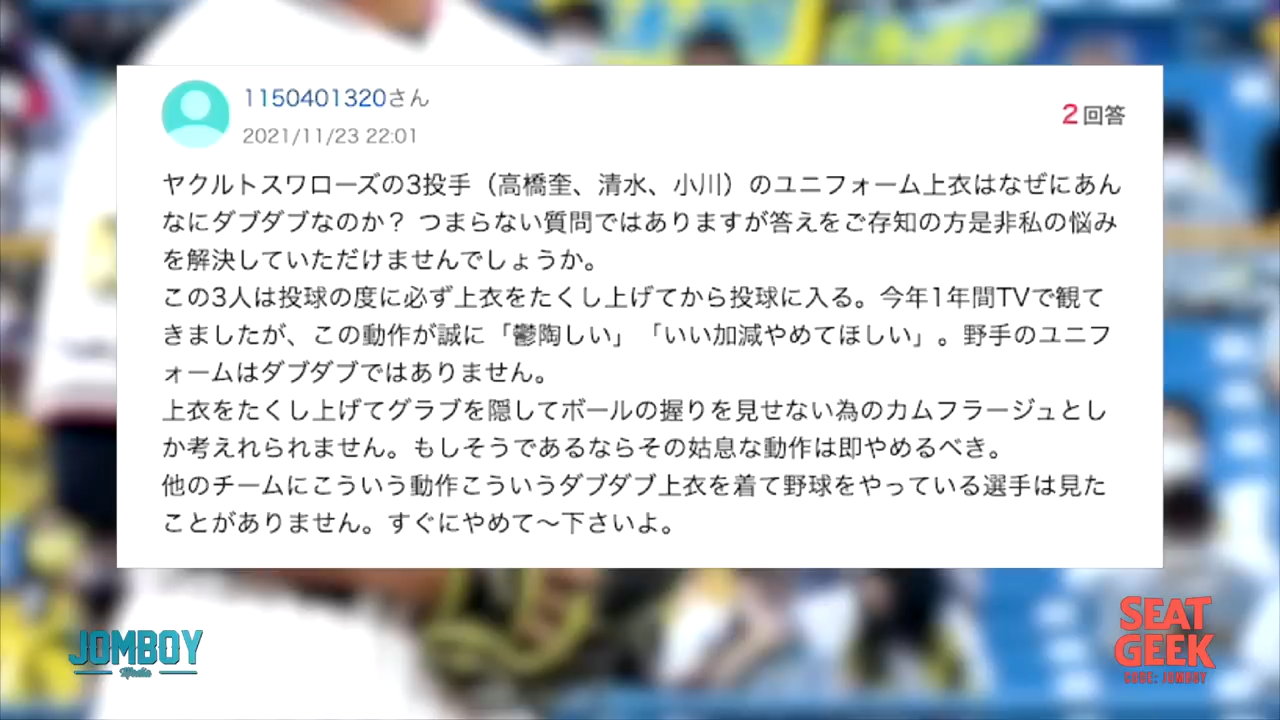 1150401320さん
2021/11/23 22:01
2回答
ヤクルトスワローズの3投手（高橋奎、清水、小川）のユニフォーム上衣はなぜにあん
なにダブダブなのか？ つまらない質問ではありますが答えをご存知の方是非私の悩み
を解決していただけませんでしょうか。
この3人は投球の度に必ず上衣をたくし上げてから投球に入る。今年1年間TVで観て
きましたが、この動作が誠に「鬱陶しい」「いい加減やめてほしい」。野手のユニフ
ォームはダブダブではありません。
上衣をたくし上げてグラブを隠してボールの握りを見せない為のカムフラージュとし
か考えれられません。もしそうであるならその姑息な動作は即やめるべき。
他のチームにこういう動作こういうダブダブ上衣を着て野球をやっている選手は見た
ことがありません。すぐにやめて〜下さいよ。
JOMBOY
Media
SEAT
GEEK
CODE: JOMBOY